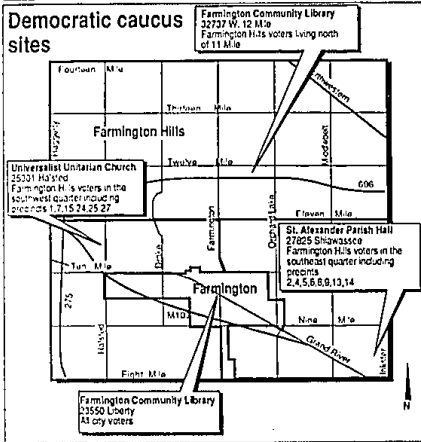 Democratic caucus
sites
Farmington Community Library
32737 W. 12 Mile
Farmington Hills voters living north
of 11 Mile
Fourteen Mile
Northwestern
Thirteen Mile
Haggerty
Farmington Hills
Middlebelt
Twelve Mile
696
Universalist Unitarian Church
25301 Halsted
Farmington Hills voters in the
southwest quarter including
precincts 1,7,15,24,25,27
Eleven Mile
Drake
Farmington
Orchard Lake
St. Alexander Parish Hall
27825 Shiawassee
Farmington Hills voters in the
southeast quarter including
precints
2,4,5,6,8,9,13,14
Ten Mile
Farmington
275
Halsted
M102
Nine Mile
Grand River
Inkster
Eight Mile
Farmington Community Library
23550 Liberty
All city voters
N